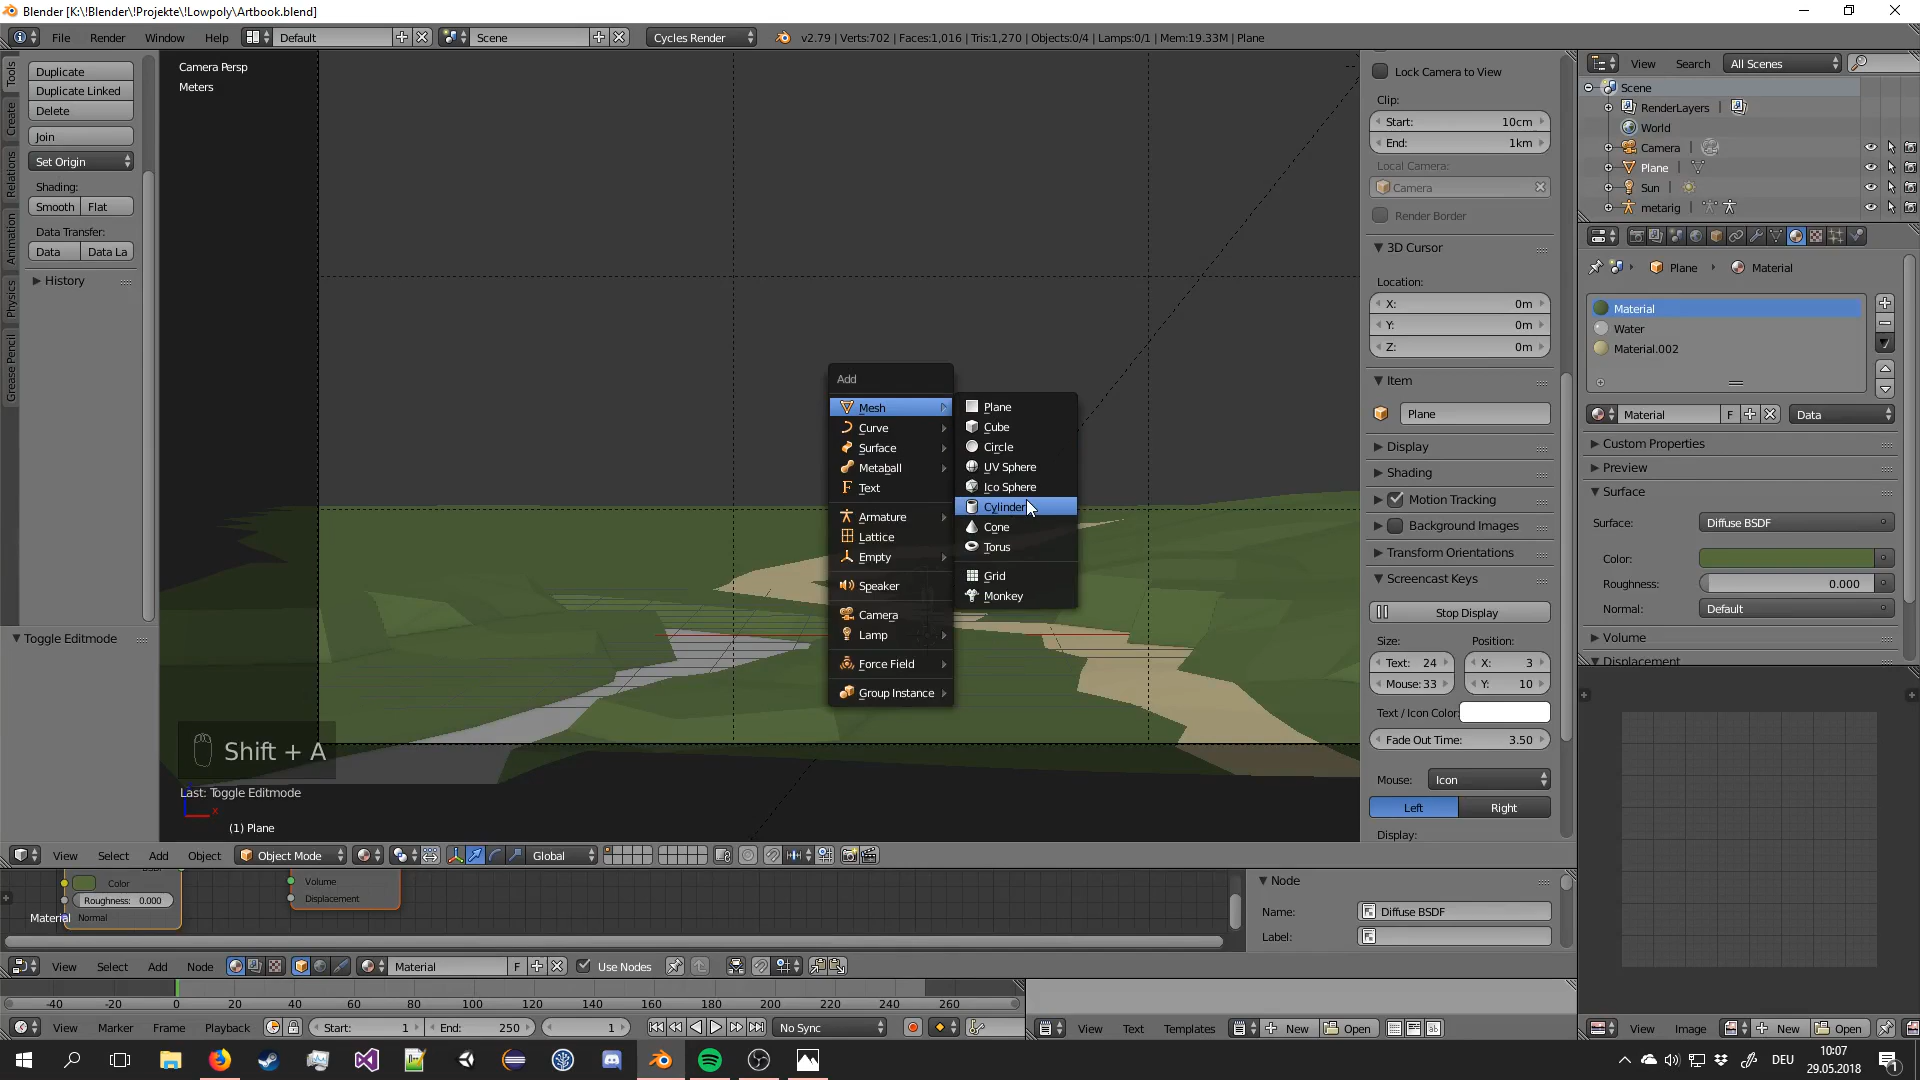 Blender [K:\!Blender\!Projekte\!Lowpoly\Artbook.blend]
File Render Window Help Default Scene Cycles Render v2.79 | Verts:702 | Faces:1,016 | Tris:1,270 | Objects:0/4 | Lamps:0/1 | Mem:19.33M | Plane
Tools
Create
Relations
Animation
Physics
Grease Pencil
Duplicate
Duplicate Linked
Delete
Join
Set Origin
Shading:
Smooth Flat
Data Transfer:
Data Data La
History
Toggle Editmode
Camera Persp
Meters
Add
Mesh
Curve
Surface
Metaball
Text
Armature
Lattice
Empty
Speaker
Camera
Lamp
Force Field
Group Instance
Plane
Cube
Circle
UV Sphere
Ico Sphere
Cylinder
Cone
Torus
Grid
Monkey
Shift + A
Last: Toggle Editmode
(1) Plane
Lock Camera to View
Clip:
Start: 10cm
End: 1km
Local Camera:
Camera
Render Border
3D Cursor
Location:
X: 0m
Y: 0m
Z: 0m
Item
Plane
Display
Shading
Motion Tracking
Background Images
Transform Orientations
Screencast Keys
Stop Display
Size: Position:
Text: 24 X: 3
Mouse: 33 Y: 10
Text / Icon Color:
Fade Out Time: 3.50
Mouse: Icon
Left Right
Display:
View Search All Scenes
Scene
RenderLayers
World
Camera
Plane
Sun
metarig
Plane Material
Material
Water
Material.002
Material F Data
Custom Properties
Preview
Surface
Surface: Diffuse BSDF
Color:
Roughness: 0.000
Normal: Default
Volume
Displacement
View Select Add Object Object Mode Global
Color
Roughness: 0.000
Normal
Material
Volume
Displacement
Node
Name: Diffuse BSDF
Label:
View Select Add Node Material F Use Nodes
-40 -20 0 20 40 60 80 100 120 140 160 180 200 220 240 260
View Marker Frame Playback Start: 1 End: 250 1 No Sync
View Text Templates New Open
View Image New Open
DEU
10:07
29.05.2018
1